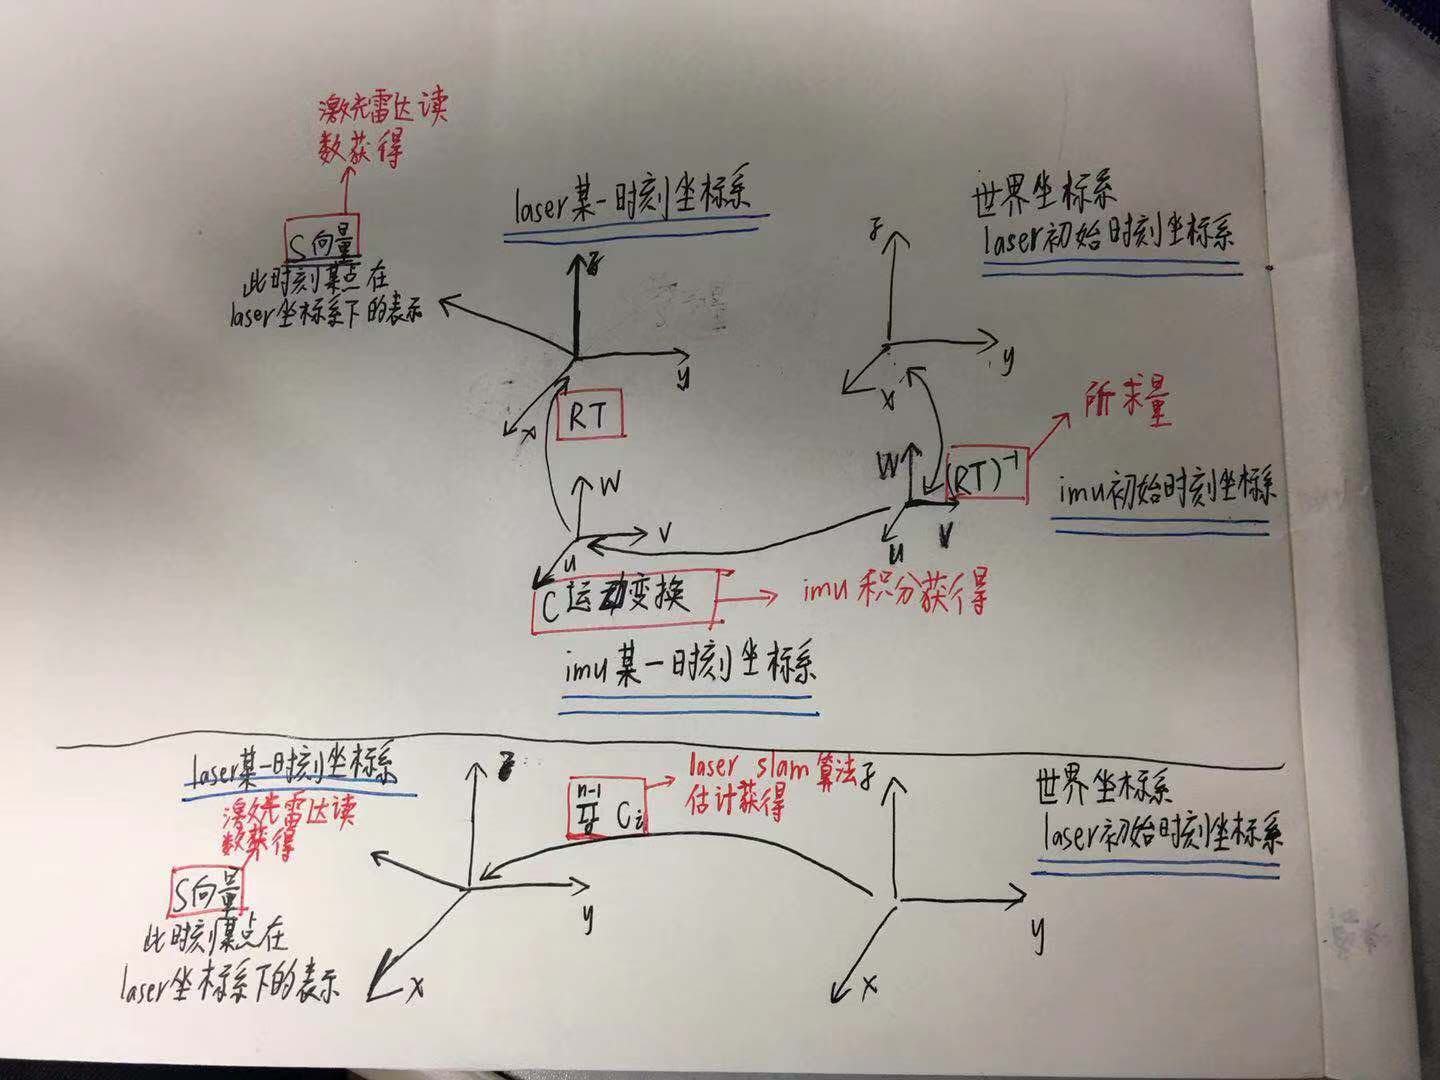 激光雷达读
数获得
S向量
此时刻某点在
laser坐标系下的表示
laser某一时刻坐标系
z
y
x
RT
世界坐标系
laser初始时刻坐标系
z
y
x
所求量
(RT)⁻¹
W
V
u
imu初始时刻坐标系
W
V
u
C运动变换
imu积分获得
imu某一时刻坐标系
laser某一时刻坐标系
激光雷达读
数获得
S向量
此时刻某点在
laser坐标系下的表示
z
y
x
n-1
Π Ci
laser slam算法
估计获得
z
y
x
世界坐标系
laser初始时刻坐标系